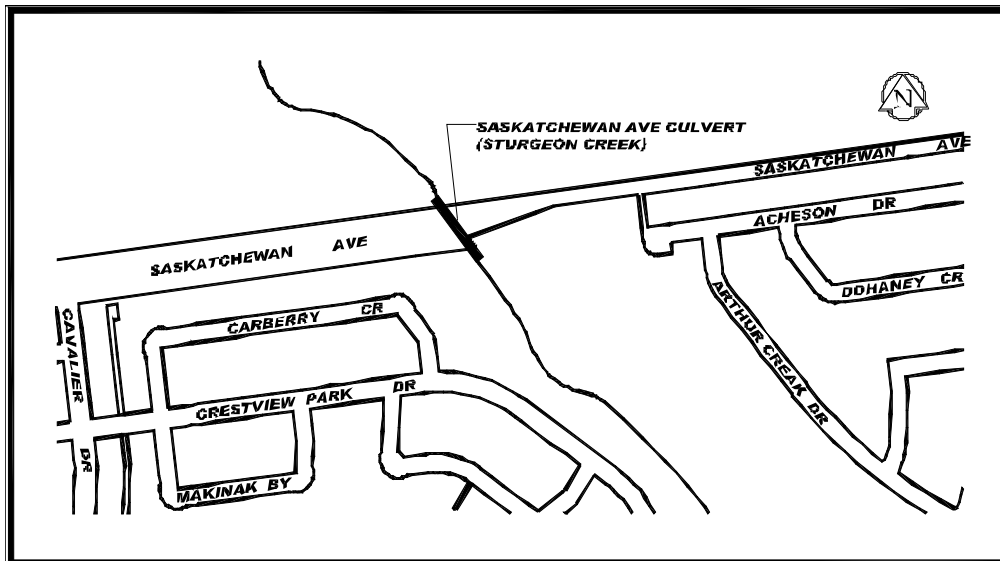 N
SASKATCHEWAN AVE CULVERT
(STURGEON CREEK)
SASKATCHEWAN AVE
ACHESON DR
SASKATCHEWAN AVE
DOHANEY CR
CAVALIER DR
CARBERRY CR
ARTHUR CREAK DR
CRESTVIEW PARK DR
MAKINAK BY